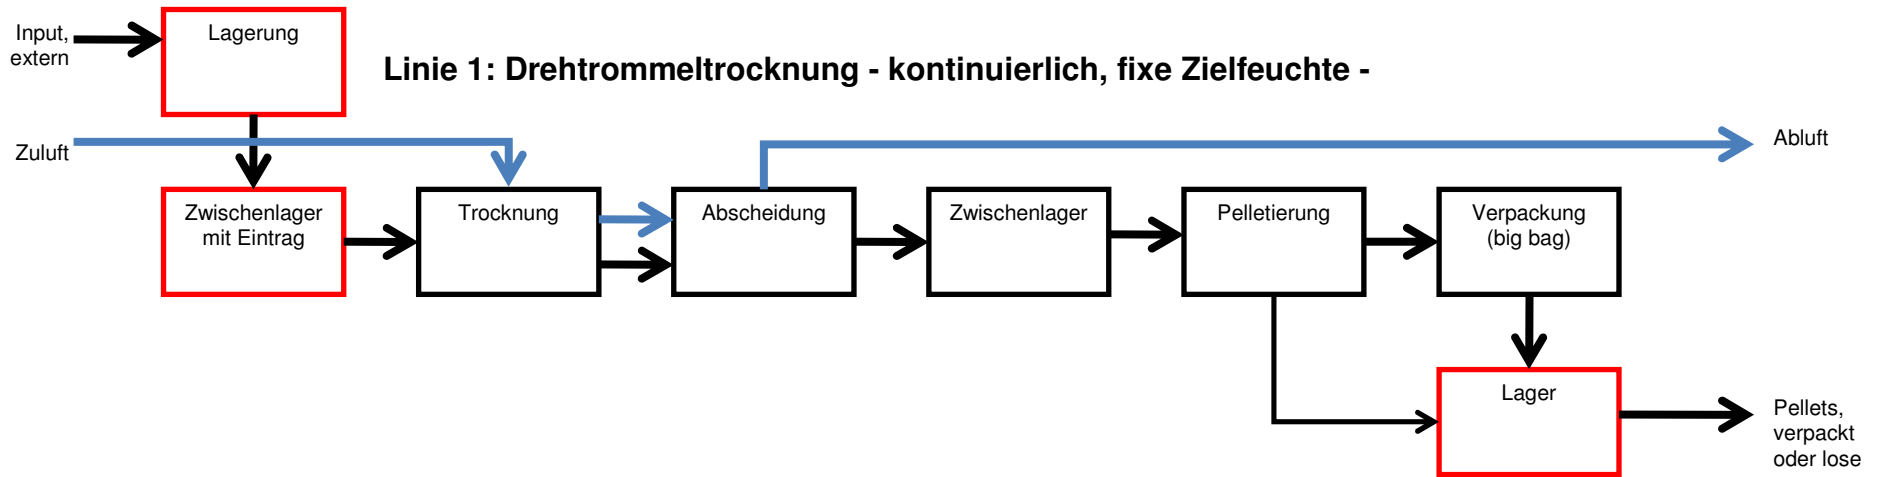 Input,
extern
Lagerung
Linie 1: Drehtrommeltrocknung - kontinuierlich, fixe Zielfeuchte -
Zuluft
Abluft
Zwischenlager
mit Eintrag
Trocknung
Abscheidung
Zwischenlager
Pelletierung
Verpackung
(big bag)
Lager
Pellets,
verpackt
oder lose